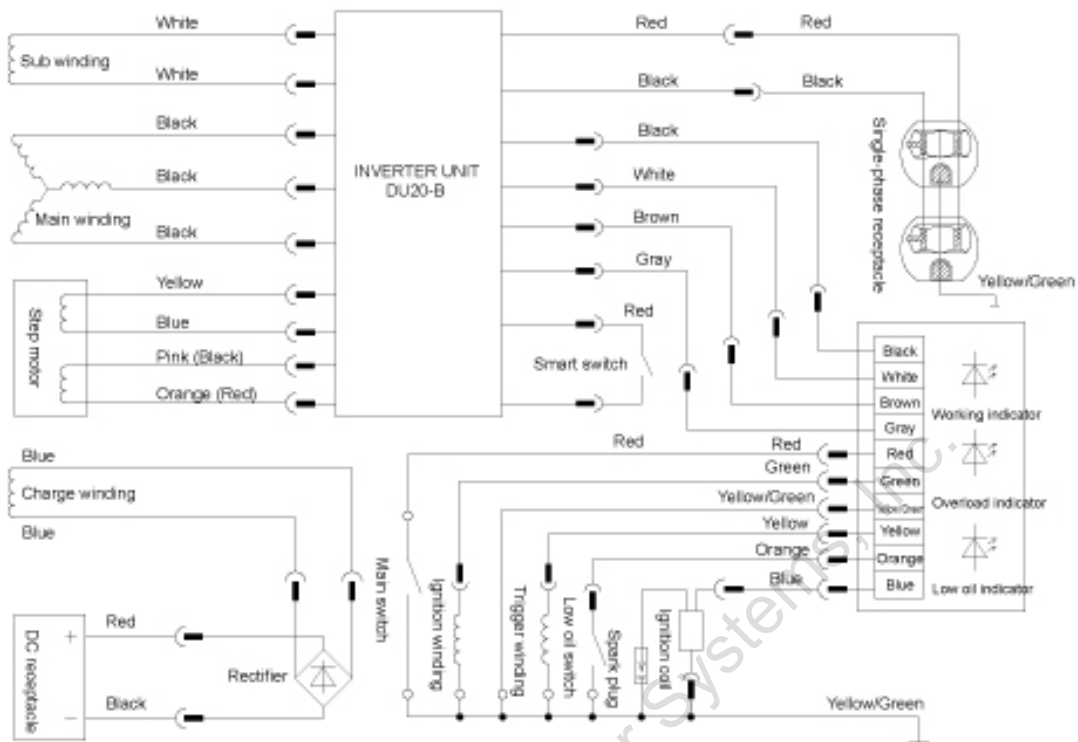 White
Sub winding
White
Black
Black
Main winding
Black
Yellow
Step motor
Blue
Pink (Black)
Orange (Red)
INVERTER UNIT
DU20-B
Red
Red
Black
Black
Black
White
Brown
Gray
Red
Smart switch
Single-phase receptacle
Yellow/Green
Black
White
Brown
Gray
Red
Green
Yellow/Green
Yellow
Orange
Blue
Working indicator
Overload indicator
Low oil indicator
Blue
Charge winding
Blue
Red
Red
Green
Yellow/Green
Yellow
Orange
Blue
Main switch
Ignition winding
Trigger winding
Low oil switch
Spark plug
Ignition coil
DC receptacle
+
−
Red
Black
Rectifier
Yellow/Green
r Systems, Inc.